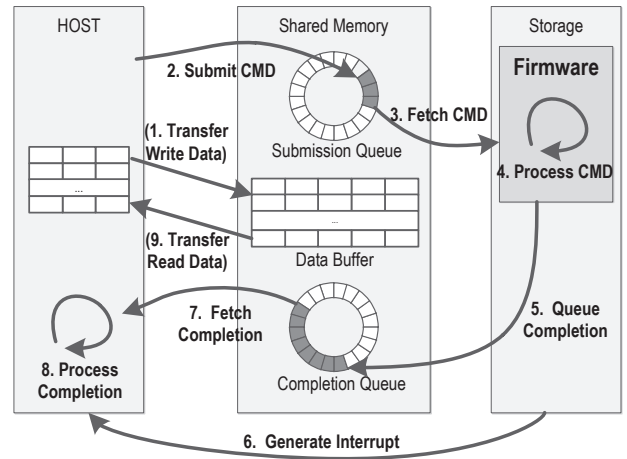 HOST
Shared Memory
Storage
2. Submit CMD
Firmware
3. Fetch CMD
(1. Transfer
Write Data)
Submission Queue
4. Process CMD
...
...
(9. Transfer
Read Data)
Data Buffer
7. Fetch
Completion
5. Queue
Completion
8. Process
Completion
Completion Queue
6. Generate Interrupt